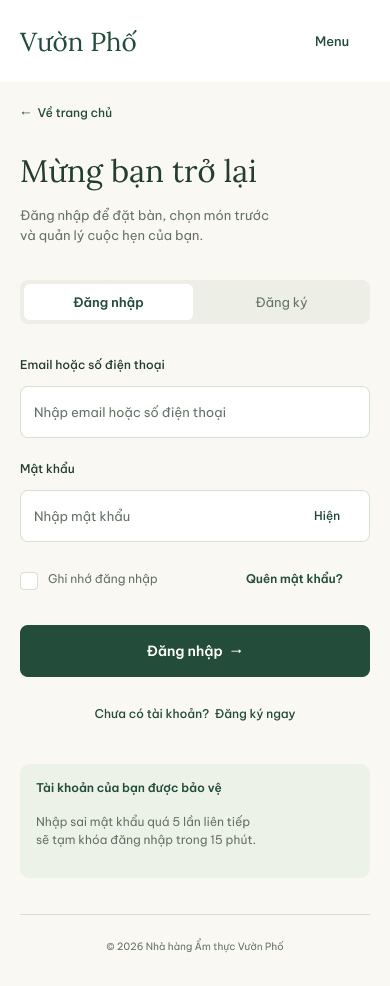 Vườn Phố
Menu
← Về trang chủ
Mừng bạn trở lại
Đăng nhập để đặt bàn, chọn món trước
và quản lý cuộc hẹn của bạn.
Đăng nhập
Đăng ký
Email hoặc số điện thoại
Nhập email hoặc số điện thoại
Mật khẩu
Nhập mật khẩu
Hiện
Ghi nhớ đăng nhập
Quên mật khẩu?
Đăng nhập →
Chưa có tài khoản? Đăng ký ngay
Tài khoản của bạn được bảo vệ
Nhập sai mật khẩu quá 5 lần liên tiếp
sẽ tạm khóa đăng nhập trong 15 phút.
© 2026 Nhà hàng Ẩm thực Vườn Phố